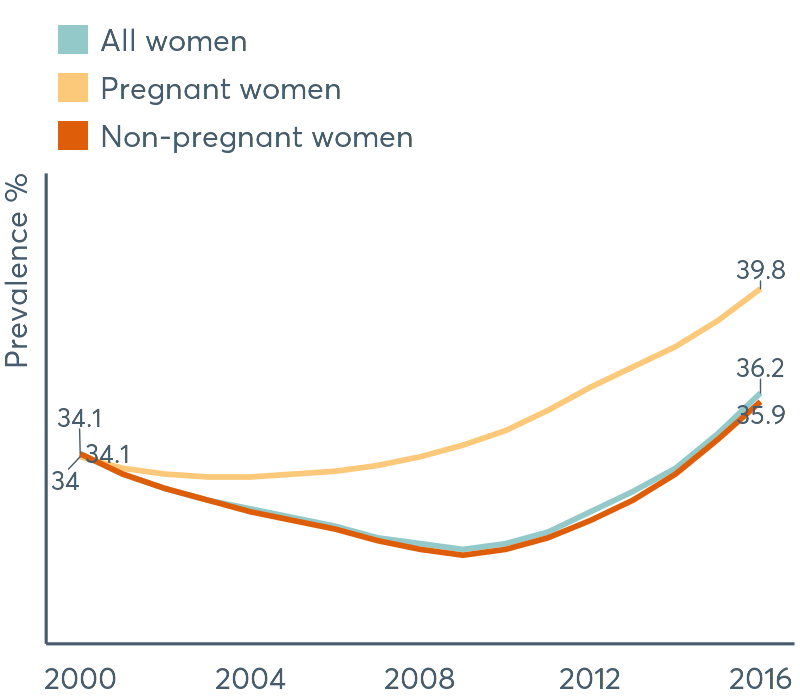 All women
Pregnant women
Non-pregnant women
Prevalence %
39.8
36.2
35.9
34.1
34.1
34
2000 2004 2008 2012 2016